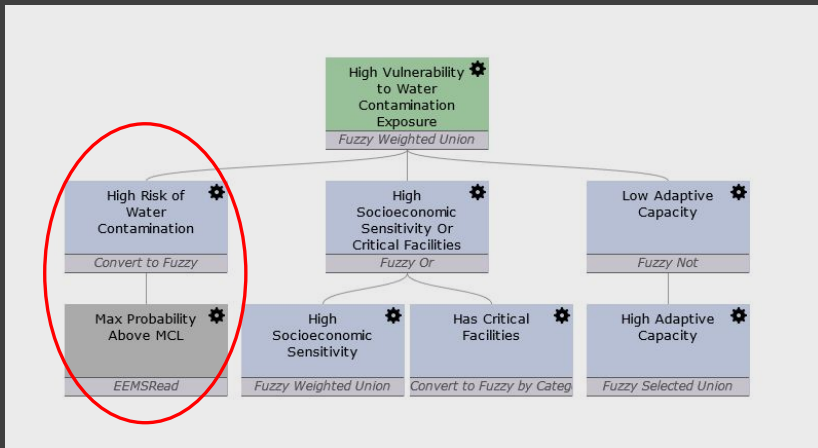 High Vulnerability
to Water
Contamination
Exposure
Fuzzy Weighted Union
High Risk of
Water
Contamination
Convert to Fuzzy
High
Socioeconomic
Sensitivity Or
Critical Facilities
Fuzzy Or
Low Adaptive
Capacity
Fuzzy Not
Max Probability
Above MCL
EEMSRead
High
Socioeconomic
Sensitivity
Fuzzy Weighted Union
Has Critical
Facilities
Convert to Fuzzy by Categ
High Adaptive
Capacity
Fuzzy Selected Union